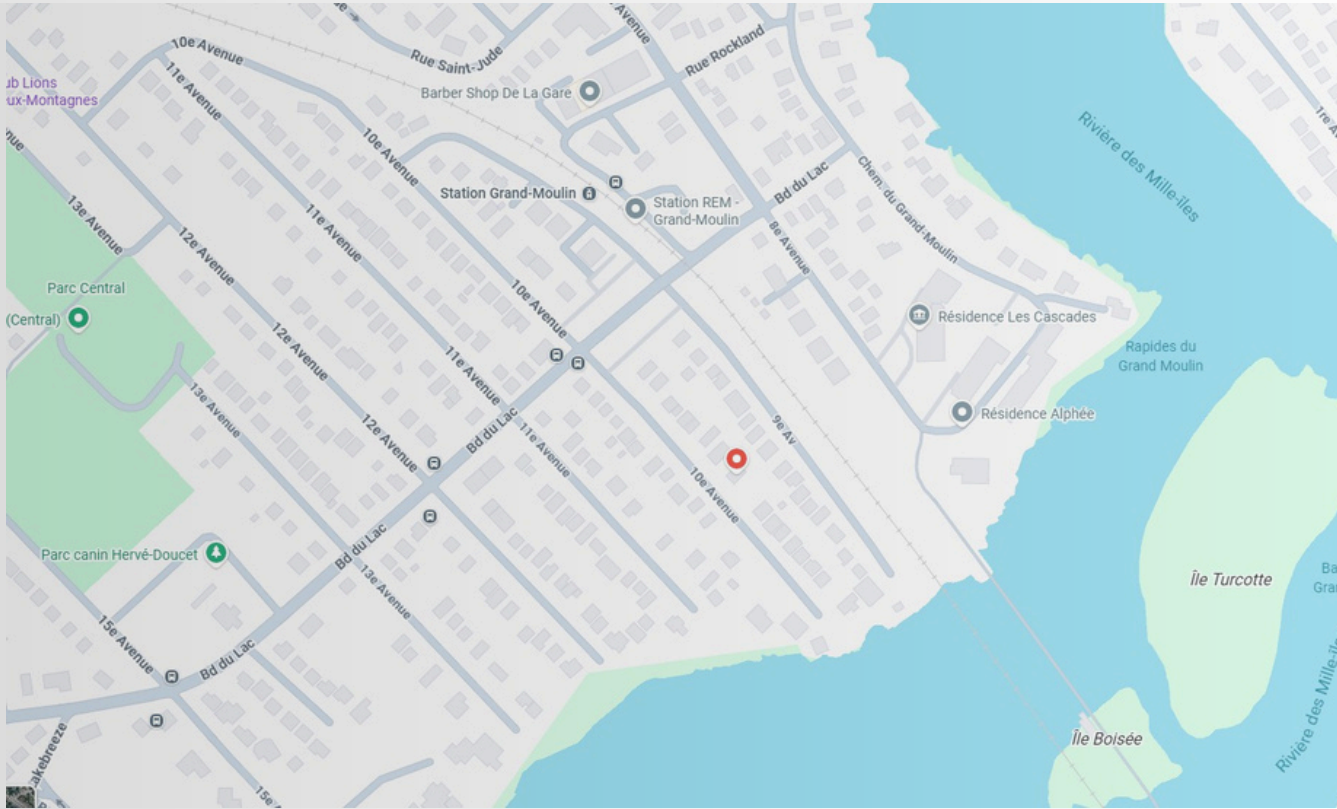 10e Avenue
Rue Saint-Jude
Rue Rockland
Avenue
ub Lions
ux-Montagnes
11e Avenue
Barber Shop De La Gare
10e Avenue
Rivière des Mille-Îles
Bd du Lac
Chem. du Grand-Moulin
Station Grand-Moulin
Station REM -
Grand-Moulin
13e Avenue
11e Avenue
12e Avenue
8e Avenue
Parc Central
(Central)
10e Avenue
Résidence Les Cascades
12e Avenue
11e Avenue
Rapides du
Grand Moulin
13e Avenue
12e Avenue
Bd du Lac
11e Avenue
9e Av
Résidence Alphée
10e Avenue
Parc canin Hervé-Doucet
Bd du Lac
13e Avenue
Île Turcotte
15e Avenue
Bd du Lac
Île Boisée
Rivière des Mille-Îl
akebreeze
15e